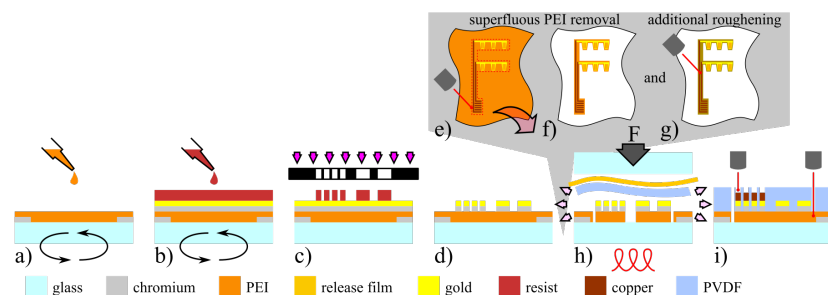 superfluous PEI removal
additional roughening
and
e)
f)
g)
F
a)
b)
c)
d)
h)
i)
glass
chromium
PEI
release film
gold
resist
copper
PVDF